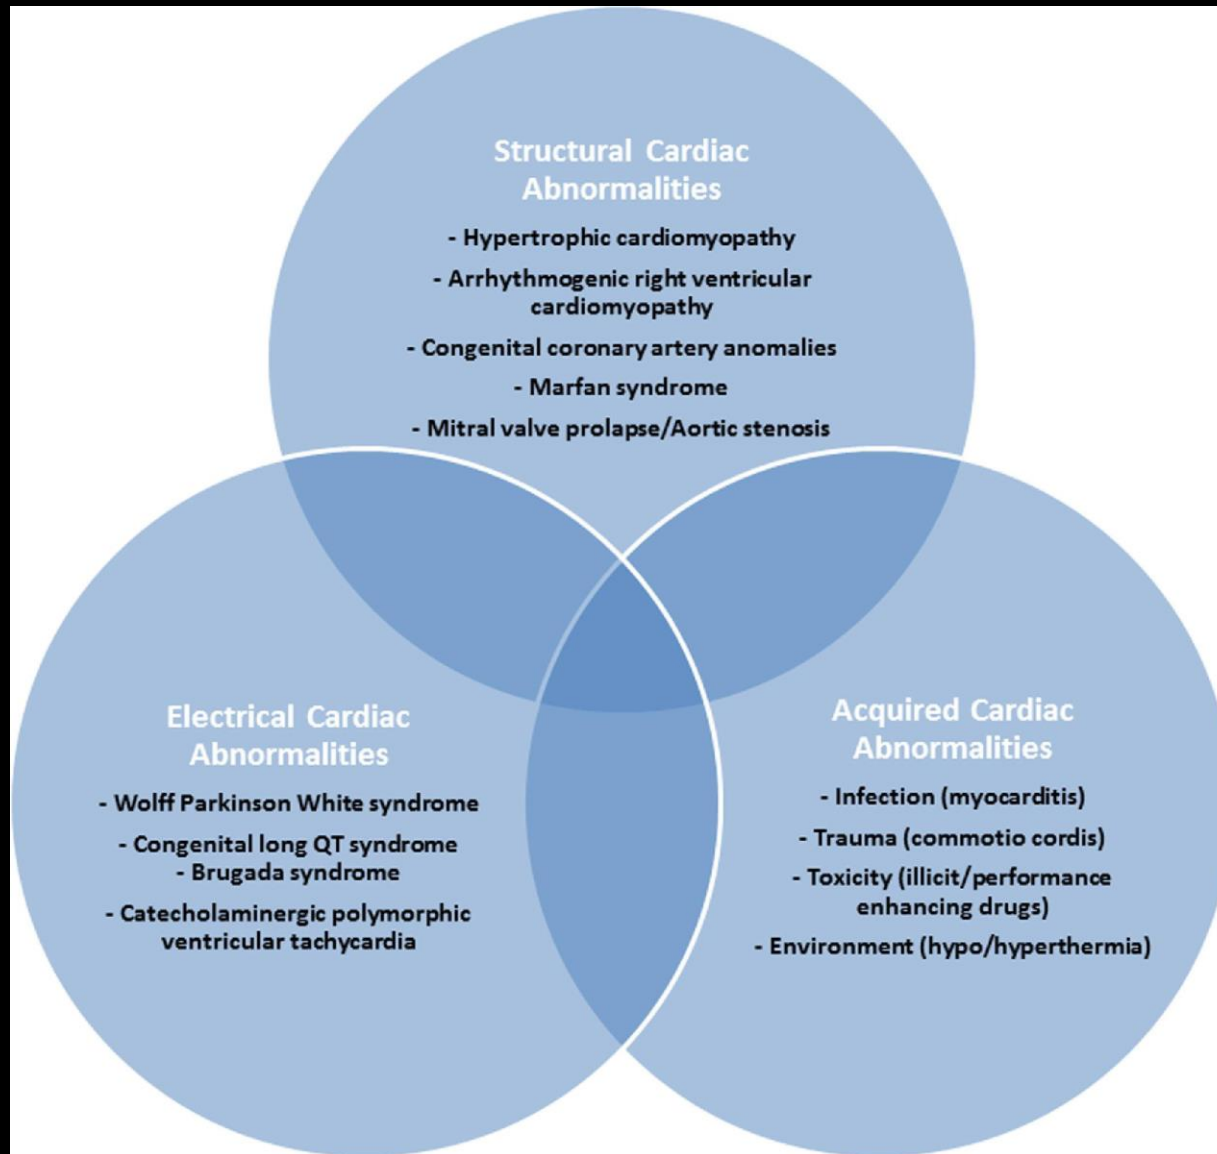 Structural Cardiac
Abnormalities
- Hypertrophic cardiomyopathy
- Arrhythmogenic right ventricular
cardiomyopathy
- Congenital coronary artery anomalies
- Marfan syndrome
- Mitral valve prolapse/Aortic stenosis
Electrical Cardiac
Abnormalities
- Wolff Parkinson White syndrome
- Congenital long QT syndrome
- Brugada syndrome
- Catecholaminergic polymorphic
ventricular tachycardia
Acquired Cardiac
Abnormalities
- Infection (myocarditis)
- Trauma (commotio cordis)
- Toxicity (illicit/performance
enhancing drugs)
- Environment (hypo/hyperthermia)